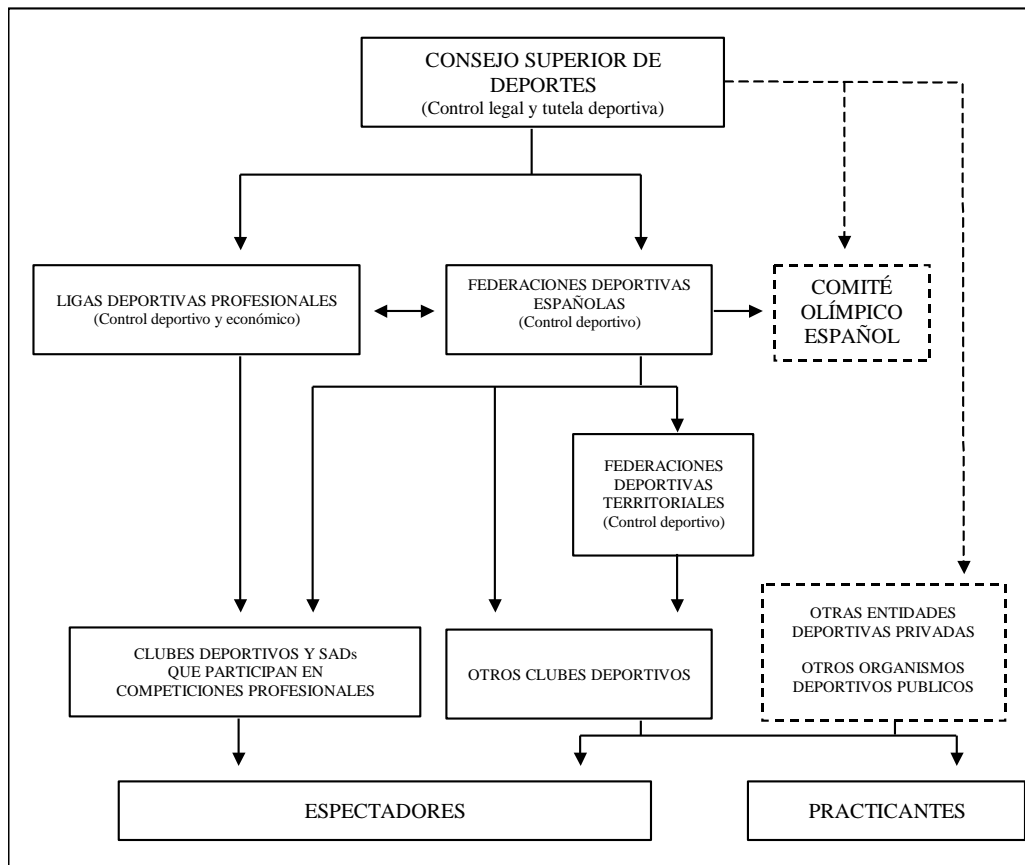 CONSEJO SUPERIOR DE
DEPORTES
(Control legal y tutela deportiva)
LIGAS DEPORTIVAS PROFESIONALES
(Control deportivo y económico)
FEDERACIONES DEPORTIVAS
ESPAÑOLAS
(Control deportivo)
COMITÉ
OLÍMPICO
ESPAÑOL
FEDERACIONES
DEPORTIVAS
TERRITORIALES
(Control deportivo)
CLUBES DEPORTIVOS Y SADs
QUE PARTICIPAN EN
COMPETICIONES PROFESIONALES
OTROS CLUBES DEPORTIVOS
OTRAS ENTIDADES
DEPORTIVAS PRIVADAS
OTROS ORGANISMOS
DEPORTIVOS PUBLICOS
ESPECTADORES
PRACTICANTES